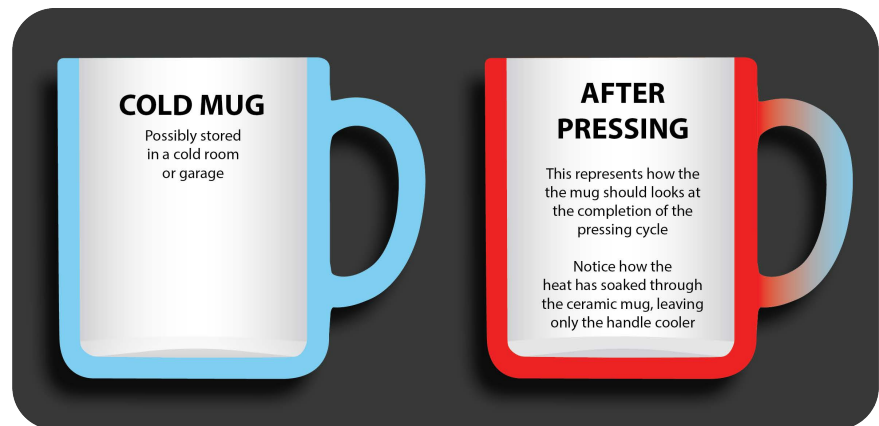 COLD MUG
Possibly stored
in a cold room
or garage
AFTER
PRESSING
This represents how the
the mug should looks at
the completion of the
pressing cycle
Notice how the
heat has soaked through
the ceramic mug, leaving
only the handle cooler